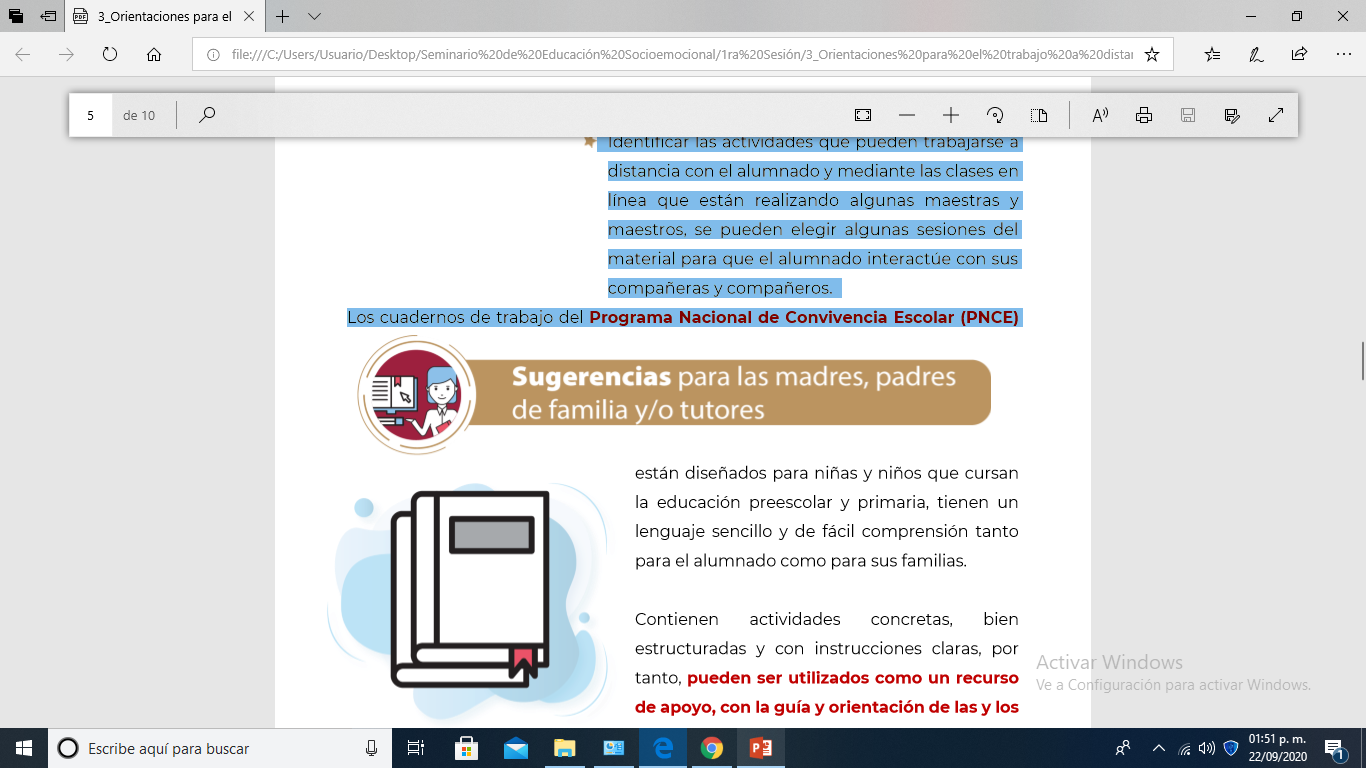 3_Orientaciones para el
file:///C:/Users/Usuario/Desktop/Seminario%20de%20Educación%20Socioemocional/1ra%20Sesión/3_Orientaciones%20para%20el%20trabajo%20a%20distan
5 de 10
Identificar las actividades que pueden trabajarse a
distancia con el alumnado y mediante las clases en
línea que están realizando algunas maestras y
maestros, se pueden elegir algunas sesiones del
material para que el alumnado interactúe con sus
compañeras y compañeros.
Los cuadernos de trabajo del Programa Nacional de Convivencia Escolar (PNCE)
Sugerencias para las madres, padres
de familia y/o tutores
están diseñados para niñas y niños que cursan
la educación preescolar y primaria, tienen un
lenguaje sencillo y de fácil comprensión tanto
para el alumnado como para sus familias.
Contienen actividades concretas, bien
estructuradas y con instrucciones claras, por
tanto, pueden ser utilizados como un recurso
de apoyo, con la guía y orientación de las y los
Activar Windows
Ve a Configuración para activar Windows.
Escribe aquí para buscar
01:51 p. m.
22/09/2020
1